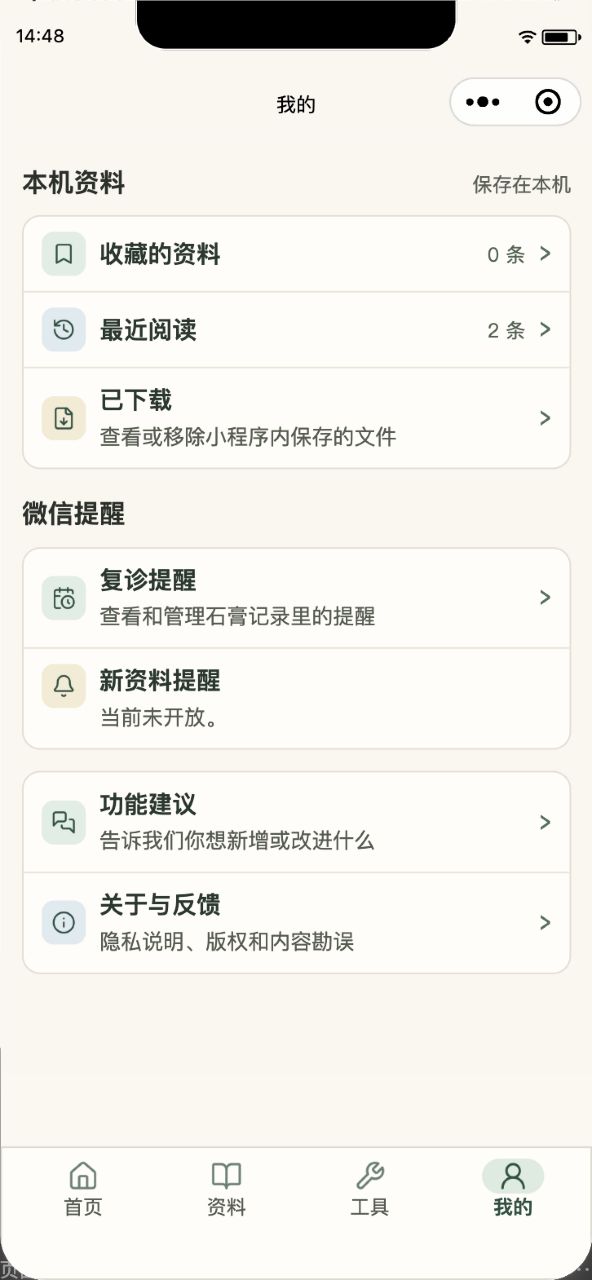 14:48
我的
本机资料
保存在本机
收藏的资料
0 条
最近阅读
2 条
已下载
查看或移除小程序内保存的文件
微信提醒
复诊提醒
查看和管理石膏记录里的提醒
新资料提醒
当前未开放。
功能建议
告诉我们你想新增或改进什么
关于与反馈
隐私说明、版权和内容勘误
首页
资料
工具
我的
页